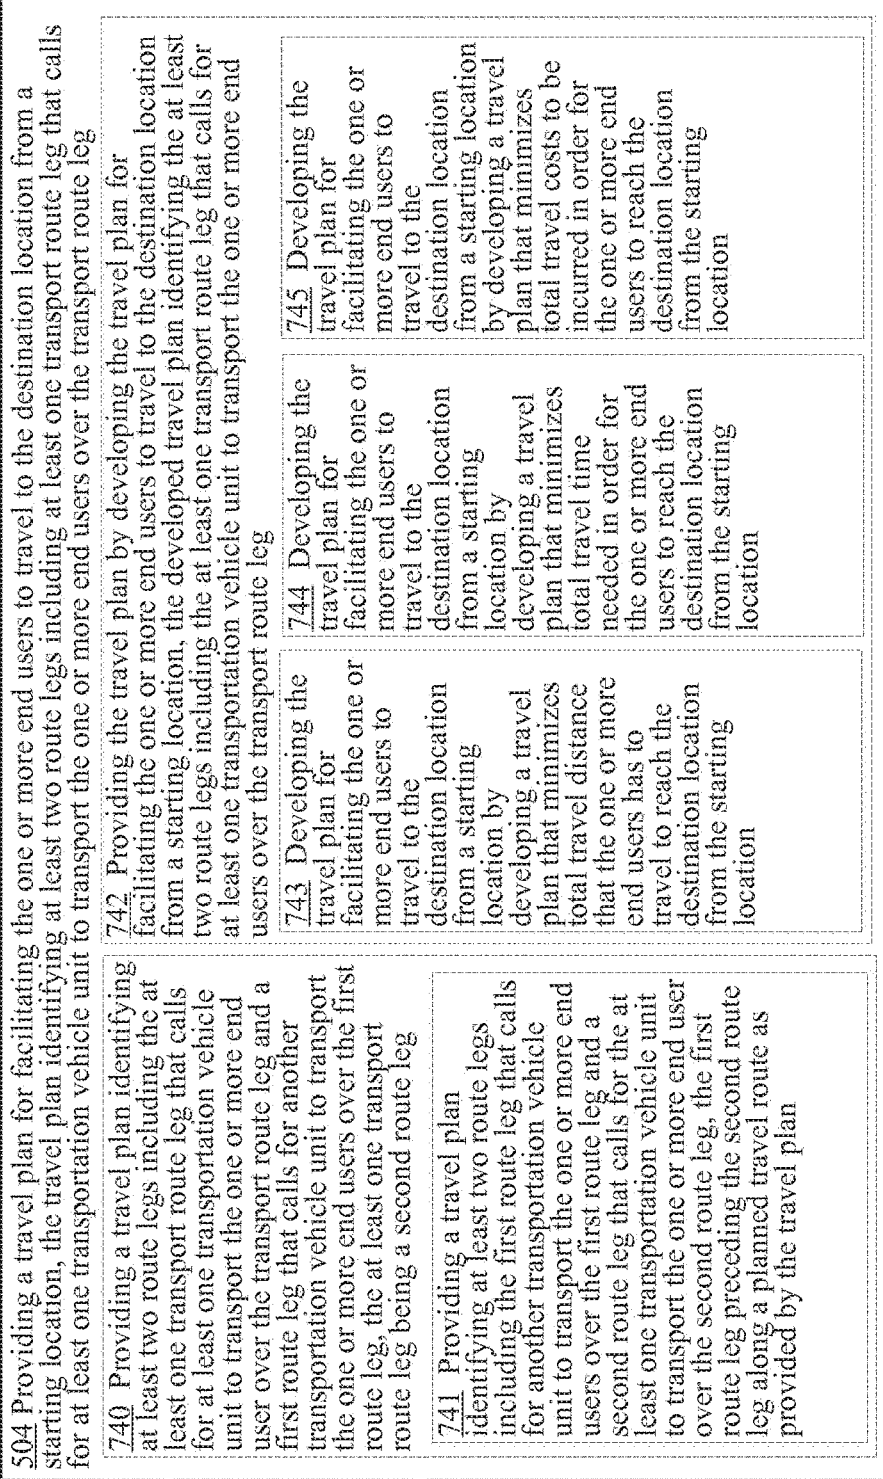 504 Providing a travel plan for facilitating the one or more end users to travel to the destination location from a
starting location, the travel plan identifying at least two route legs including at least one transport route leg that calls
for at least one transportation vehicle unit to transport the one or more end users over the transport route leg
740 Providing a travel plan identifying
at least two route legs including the at
least one transport route leg that calls
for at least one transportation vehicle
unit to transport the one or more end
user over the transport route leg and a
first route leg that calls for another
transportation vehicle unit to transport
the one or more end users over the first
route leg, the at least one transport
route leg being a second route leg
741 Providing a travel plan
identifying at least two route legs
including the first route leg that calls
for another transportation vehicle
unit to transport the one or more end
users over the first route leg and a
second route leg that calls for the at
least one transportation vehicle unit
to transport the one or more end user
over the second route leg, the first
route leg preceding the second route
leg along a planned travel route as
provided by the travel plan
742 Providing the travel plan by developing the travel plan for
facilitating the one or more end users to travel to the destination location
from a starting location, the developed travel plan identifying the at least
two route legs including the at least one transport route leg that calls for
at least one transportation vehicle unit to transport the one or more end
users over the transport route leg
743 Developing the
travel plan for
facilitating the one or
more end users to
travel to the
destination location
from a starting
location by
developing a travel
plan that minimizes
total travel distance
that the one or more
end users has to
travel to reach the
destination location
from the starting
location
744 Developing the
travel plan for
facilitating the one or
more end users to
travel to the
destination location
from a starting
location by
developing a travel
plan that minimizes
total travel time
needed in order for
the one or more end
users to reach the
destination location
from the starting
location
745 Developing the
travel plan for
facilitating the one or
more end users to
travel to the
destination location
from a starting location
by developing a travel
plan that minimizes
total travel costs to be
incurred in order for
the one or more end
users to reach the
destination location
from the starting
location